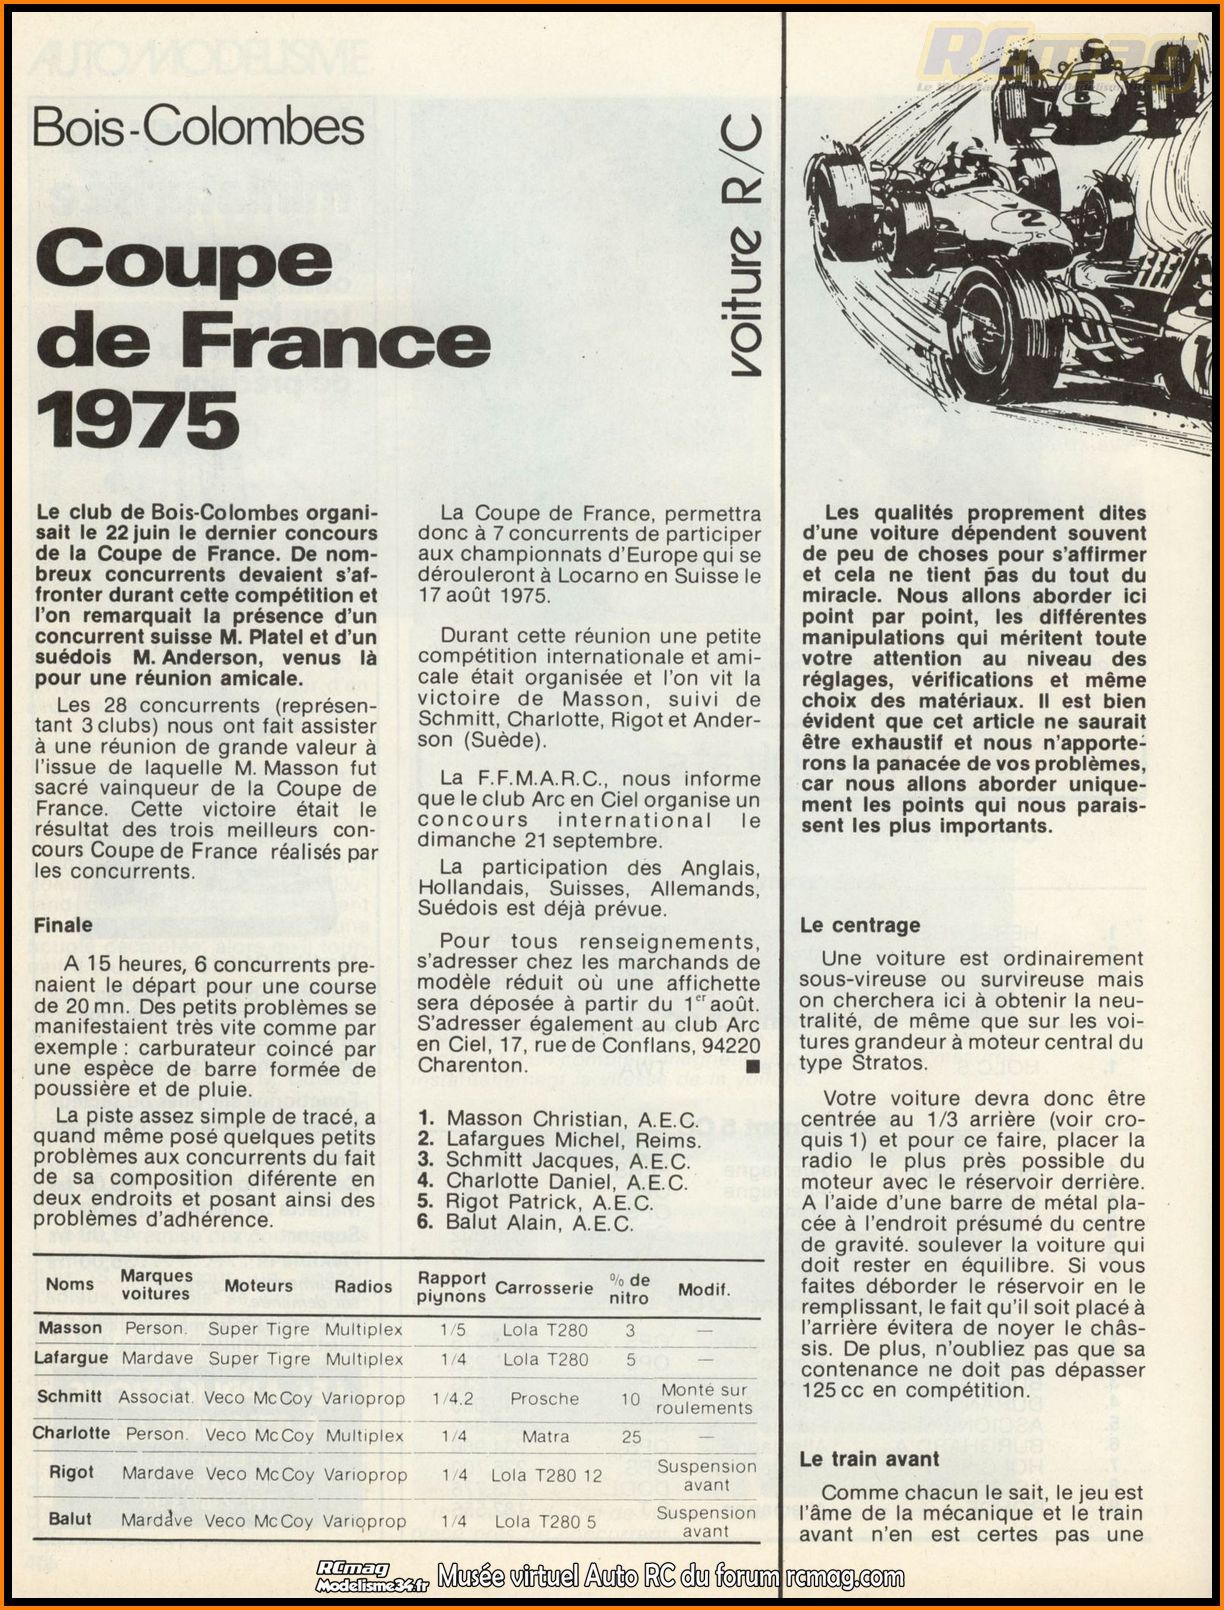 RCmag
Bois-Colombes
Coupe
de France
1975
voiture R/C
Le club de Bois-Colombes organi-
sait le 22 juin le dernier concours
de la Coupe de France. De nom-
breux concurrents devaient s'af-
fronter durant cette compétition et
l'on remarquait la présence d'un
concurrent suisse M. Platel et d'un
suédois M. Anderson, venus là
pour une réunion amicale.
Les 28 concurrents (représen-
tant 3 clubs) nous ont fait assister
à une réunion de grande valeur à
l'issue de laquelle M. Masson fut
sacré vainqueur de la Coupe de
France. Cette victoire était le
résultat des trois meilleurs con-
cours Coupe de France réalisés par
les concurrents.
Finale
A 15 heures, 6 concurrents pre-
naient le départ pour une course
de 20 mn. Des petits problèmes se
manifestaient très vite comme par
exemple : carburateur coincé par
une espèce de barre formée de
poussière et de pluie.
La piste assez simple de tracé, a
quand même posé quelques petits
problèmes aux concurrents du fait
de sa composition diférente en
deux endroits et posant ainsi des
problèmes d'adhérence.
La Coupe de France, permettra
donc à 7 concurrents de participer
aux championnats d'Europe qui se
dérouleront à Locarno en Suisse le
17 août 1975.
Durant cette réunion une petite
compétition internationale et ami-
cale était organisée et l'on vit la
victoire de Masson, suivi de
Schmitt, Charlotte, Rigot et Ander-
son (Suède).
La F.F.M.A.R.C., nous informe
que le club Arc en Ciel organise un
concours international le
dimanche 21 septembre.
La participation des Anglais,
Hollandais, Suisses, Allemands,
Suédois est déjà prévue.
Pour tous renseignements,
s'adresser chez les marchands de
modèle réduit où une affichette
sera déposée à partir du 1er août.
S'adresser également au club Arc
en Ciel, 17, rue de Conflans, 94220
Charenton. ■
1. Masson Christian, A.E.C.
2. Lafargues Michel, Reims.
3. Schmitt Jacques, A.E.C.
4. Charlotte Daniel, A.E.C.
5. Rigot Patrick, A.E.C.
6. Balut Alain, A.E.C.
Noms Marques voitures Moteurs Radios Rapport pignons Carrosserie % de nitro Modif.
Masson Person. Super Tigre Multiplex 1/5 Lola T280 3 —
Lafargue Mardave Super Tigre Multiplex 1/4 Lola T280 5 —
Schmitt Associat. Veco McCoy Varioprop 1/4.2 Prosche 10 Monté sur roulements
Charlotte Person. Veco McCoy Multiplex 1/4 Matra 25 —
Rigot Mardave Veco McCoy Varioprop 1/4 Lola T280 12 Suspension avant
Balut Mardave Veco McCoy Varioprop 1/4 Lola T280 5 Suspension avant
Les qualités proprement dites
d'une voiture dépendent souvent
de peu de choses pour s'affirmer
et cela ne tient pas du tout du
miracle. Nous allons aborder ici
point par point, les différentes
manipulations qui méritent toute
votre attention au niveau des
réglages, vérifications et même
choix des matériaux. Il est bien
évident que cet article ne saurait
être exhaustif et nous n'apporte-
rons la panacée de vos problèmes,
car nous allons aborder unique-
ment les points qui nous parais-
sent les plus importants.
Le centrage
Une voiture est ordinairement
sous-vireuse ou survireuse mais
on cherchera ici à obtenir la neu-
tralité, de même que sur les voi-
tures grandeur à moteur central du
type Stratos.
Votre voiture devra donc être
centrée au 1/3 arrière (voir cro-
quis 1) et pour ce faire, placer la
radio le plus près possible du
moteur avec le réservoir derrière.
A l'aide d'une barre de métal pla-
cée à l'endroit présumé du centre
de gravité. soulever la voiture qui
doit rester en équilibre. Si vous
faites déborder le réservoir en le
remplissant, le fait qu'il soit placé à
l'arrière évitera de noyer le châs-
sis. De plus, n'oubliez pas que sa
contenance ne doit pas dépasser
125 cc en compétition.
Le train avant
Comme chacun le sait, le jeu est
l'âme de la mécanique et le train
avant n'en est certes pas une
RCmag
Modelisme34.fr Musée virtuel Auto RC du forum rcmag.com